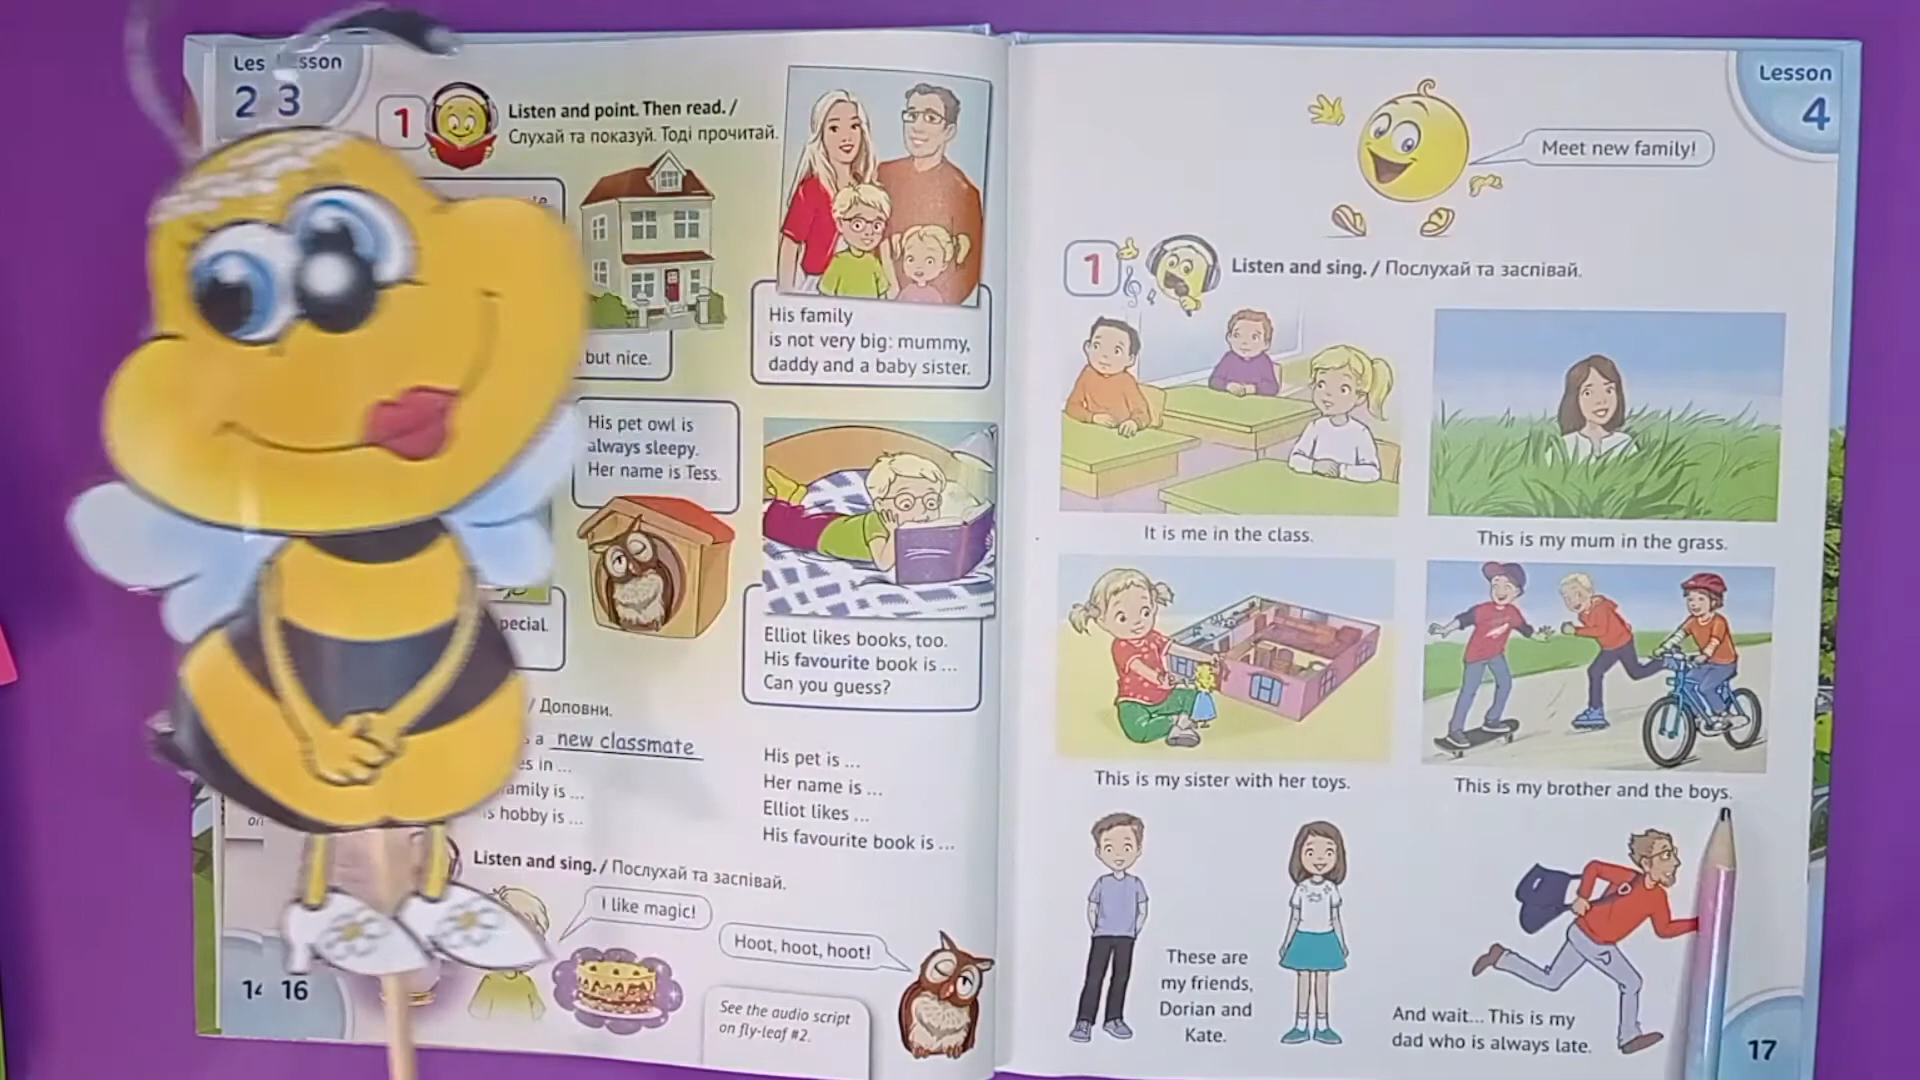 Lesson
3
1
Listen and point. Then read. /
Слухай та показуй. Тоді прочитай.
but nice.
His family
is not very big: mummy,
daddy and a baby sister.
His pet owl is
always sleepy.
Her name is Tess.
Elliot likes books, too.
His favourite book is ...
Can you guess?
/ Доповни.
a new classmate
in ...
is ...
hobby is ...
His pet is ...
Her name is ...
Elliot likes ...
His favourite book is ...
Listen and sing. / Послухай та заспівай.
I like magic!
Hoot, hoot, hoot!
See the audio script
on fly-leaf #2.
16
Lesson
4
Meet new family!
1
Listen and sing. / Послухай та заспівай.
It is me in the class.
This is my mum in the grass.
This is my sister with her toys.
This is my brother and the boys.
These are
my friends,
Dorian and
Kate.
And wait... This is my
dad who is always late.
17